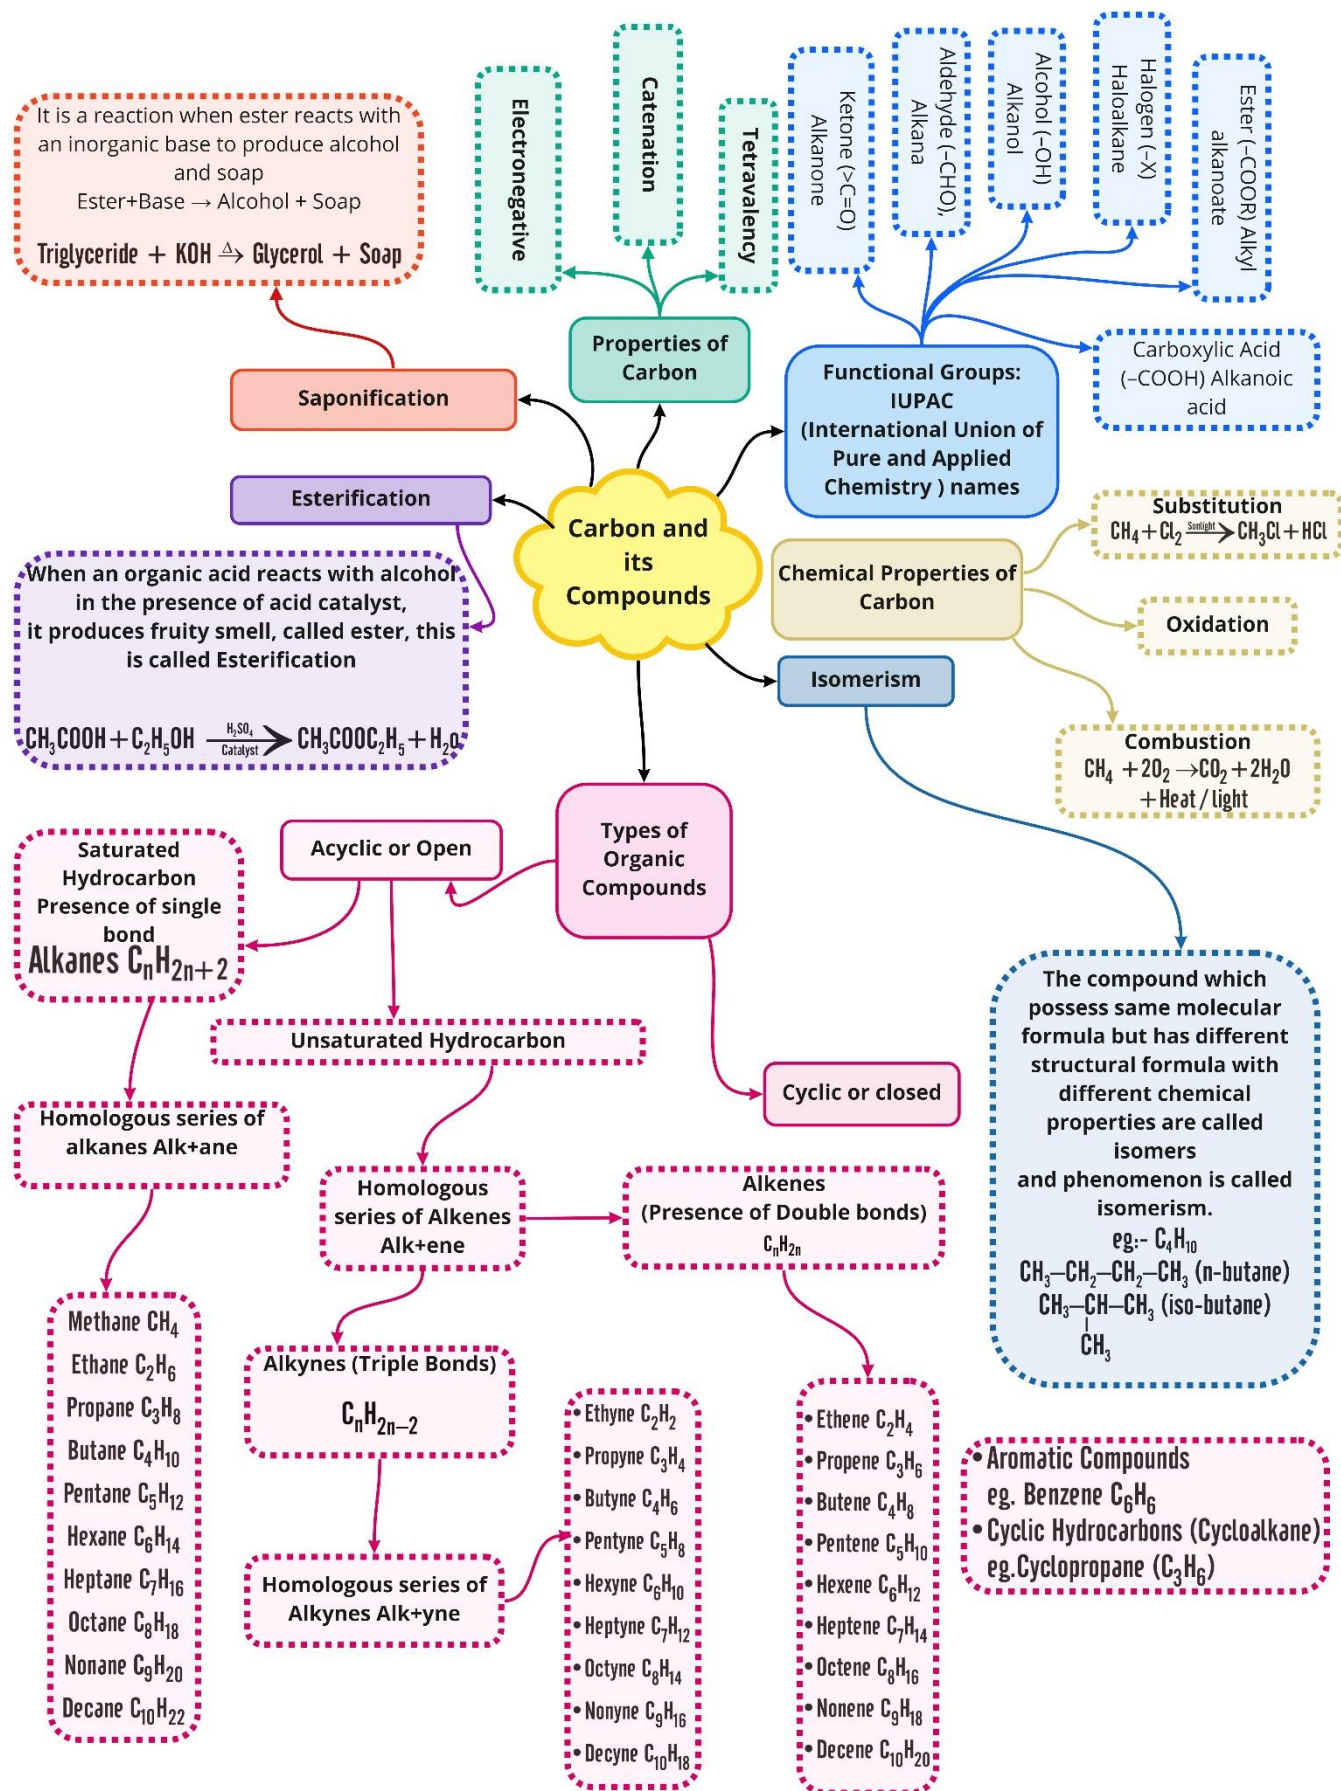 Carbon and
its
Compounds
Saponification
It is a reaction when ester reacts with
an inorganic base to produce alcohol
and soap
Ester+Base → Alcohol + Soap
Triglyceride + KOH —Δ→ Glycerol + Soap
Properties of
Carbon
Electronegative
Catenation
Tetravalency
Functional Groups:
IUPAC
(International Union of
Pure and Applied
Chemistry ) names
Ketone (>C=O)
Alkanone
Aldehyde (–CHO),
Alkana
Alcohol (–OH)
Alkanol
Halogen (–X)
Haloalkane
Ester (–COOR) Alkyl
alkanoate
Carboxylic Acid
(–COOH) Alkanoic
acid
Esterification
When an organic acid reacts with alcohol
in the presence of acid catalyst,
it produces fruity smell, called ester, this
is called Esterification
CH₃COOH + C₂H₅OH —H₂SO₄ Catalyst→ CH₃COOC₂H₅ + H₂O
Chemical Properties of
Carbon
Substitution
CH₄ + Cl₂ —Sunlight→ CH₃Cl + HCl
Oxidation
Combustion
CH₄ + 2O₂ → CO₂ + 2H₂O
+ Heat / light
Isomerism
The compound which
possess same molecular
formula but has different
structural formula with
different chemical
properties are called
isomers
and phenomenon is called
isomerism.
eg:- C₄H₁₀
CH₃—CH₂—CH₂—CH₃ (n-butane)
CH₃—CH—CH₃ (iso-butane)
CH₃
Types of
Organic
Compounds
Acyclic or Open
Saturated
Hydrocarbon
Presence of single
bond
Alkanes CₙH₂ₙ₊₂
Unsaturated Hydrocarbon
Cyclic or closed
Homologous series of
alkanes Alk+ane
Homologous
series of Alkenes
Alk+ene
Alkenes
(Presence of Double bonds)
CₙH₂ₙ
Methane CH₄
Ethane C₂H₆
Propane C₃H₈
Butane C₄H₁₀
Pentane C₅H₁₂
Hexane C₆H₁₄
Heptane C₇H₁₆
Octane C₈H₁₈
Nonane C₉H₂₀
Decane C₁₀H₂₂
Alkynes (Triple Bonds)
CₙH₂ₙ₋₂
Homologous series of
Alkynes Alk+yne
• Ethyne C₂H₂
• Propyne C₃H₄
• Butyne C₄H₆
• Pentyne C₅H₈
• Hexyne C₆H₁₀
• Heptyne C₇H₁₂
• Octyne C₈H₁₄
• Nonyne C₉H₁₆
• Decyne C₁₀H₁₈
• Ethene C₂H₄
• Propene C₃H₆
• Butene C₄H₈
• Pentene C₅H₁₀
• Hexene C₆H₁₂
• Heptene C₇H₁₄
• Octene C₈H₁₆
• Nonene C₉H₁₈
• Decene C₁₀H₂₀
• Aromatic Compounds
eg. Benzene C₆H₆
• Cyclic Hydrocarbons (Cycloalkane)
eg.Cyclopropane (C₃H₆)